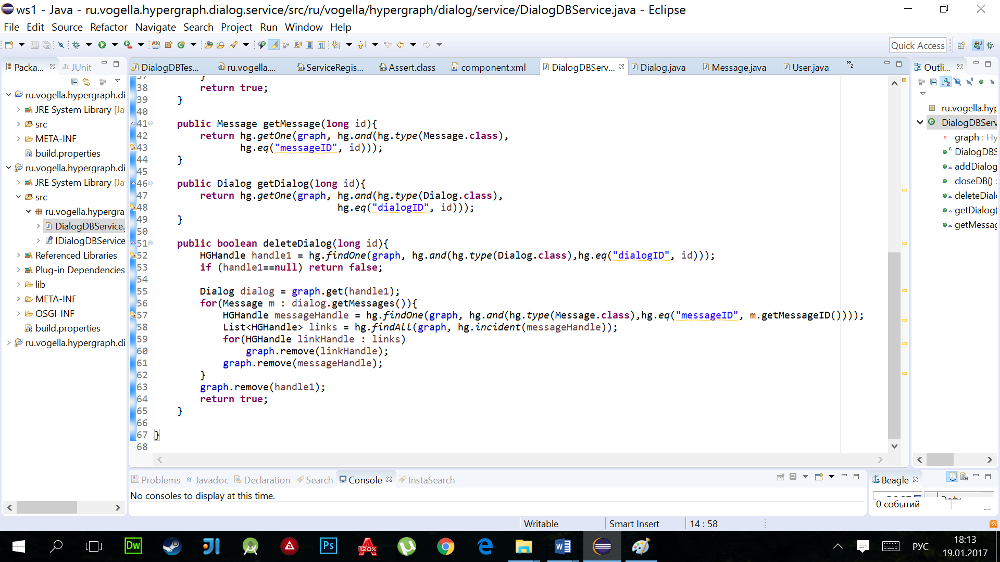 ws1 - Java - ru.vogella.hypergraph.dialog.service/src/ru/vogella/hypergraph/dialog/service/DialogDBService.java - Eclipse
File Edit Source Refactor Navigate Search Project Run Window Help
Quick Access
Packa... JUnit
DialogDBTes... ru.vogella.... ServiceRegis... Assert.class component.xml DialogDBServ... Dialog.java Message.java User.java »2
Outli...
ru.vogella.hypergraph.di
JRE System Library [Ja
src
META-INF
build.properties
ru.vogella.hypergraph.di
JRE System Library [Ja
src
ru.vogella.hypergra
DialogDBService.
IDialogDBService
Referenced Libraries
Plug-in Dependencies
lib
META-INF
OSGI-INF
build.properties
ru.vogella.hypergraph.di
37 }
38 return true;
39 }
40
41 public Message getMessage(long id){
42 return hg.getOne(graph, hg.and(hg.type(Message.class),
43 hg.eq("messageID", id)));
44 }
45
46 public Dialog getDialog(long id){
47 return hg.getOne(graph, hg.and(hg.type(Dialog.class),
48 hg.eq("dialogID", id)));
49 }
50
51 public boolean deleteDialog(long id){
52 HGHandle handle1 = hg.findOne(graph, hg.and(hg.type(Dialog.class),hg.eq("dialogID", id)));
53 if (handle1==null) return false;
54
55 Dialog dialog = graph.get(handle1);
56 for(Message m : dialog.getMessages()){
57 HGHandle messageHandle = hg.findOne(graph, hg.and(hg.type(Message.class),hg.eq("messageID", m.getMessageID())));
58 List<HGHandle> links = hg.findAll(graph, hg.incident(messageHandle));
59 for(HGHandle linkHandle : links)
60 graph.remove(linkHandle);
61 graph.remove(messageHandle);
62 }
63 graph.remove(handle1);
64 return true;
65 }
66
67 }
68
ru.vogella.hyp
DialogDBServ
graph : Hy
DialogDBS
addDialog
closeDB() :
deleteDial
getDialog(
getMessag
Problems Javadoc Declaration Search Console InstaSearch
No consoles to display at this time.
Beagle
0 событий
Writable Smart Insert 14 : 58
Dw Ps 120%
РУС
18:13
19.01.2017